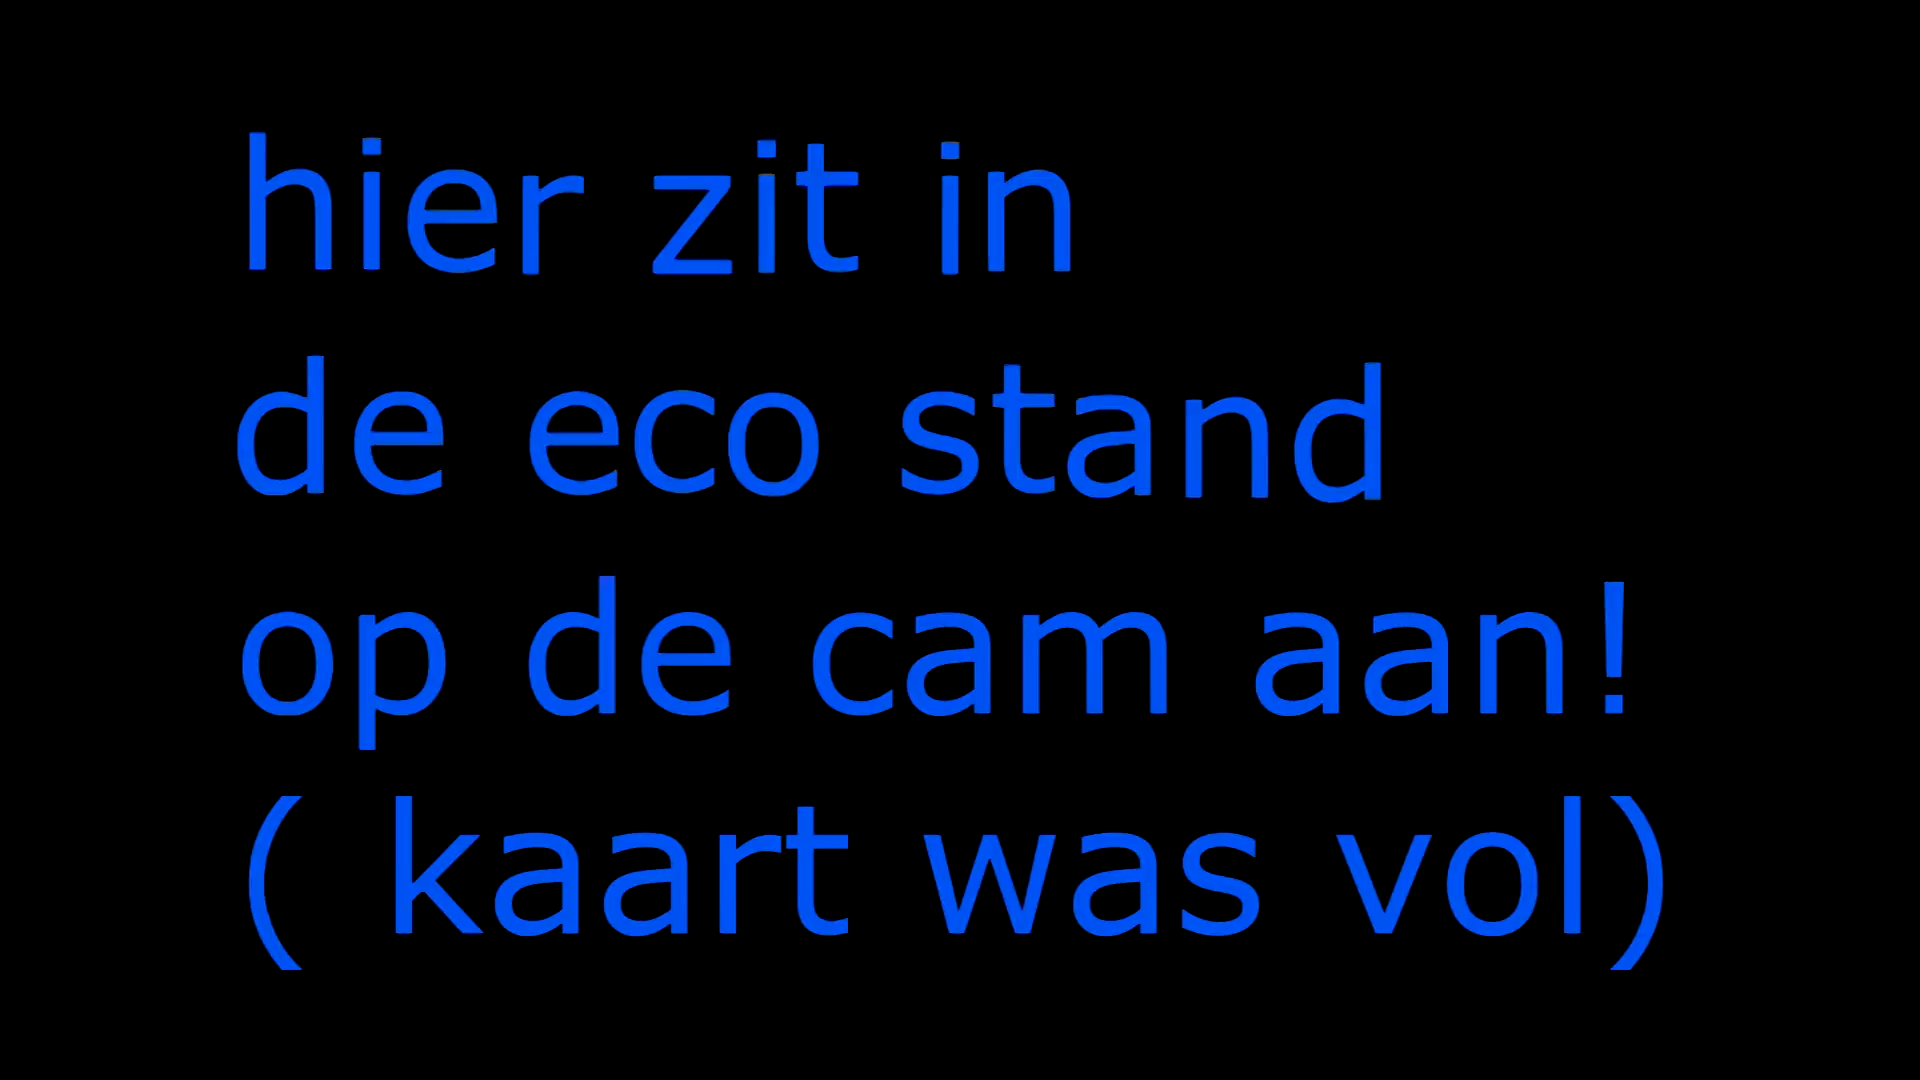 hier zit in
de eco stand
op de cam aan!
( kaart was vol)